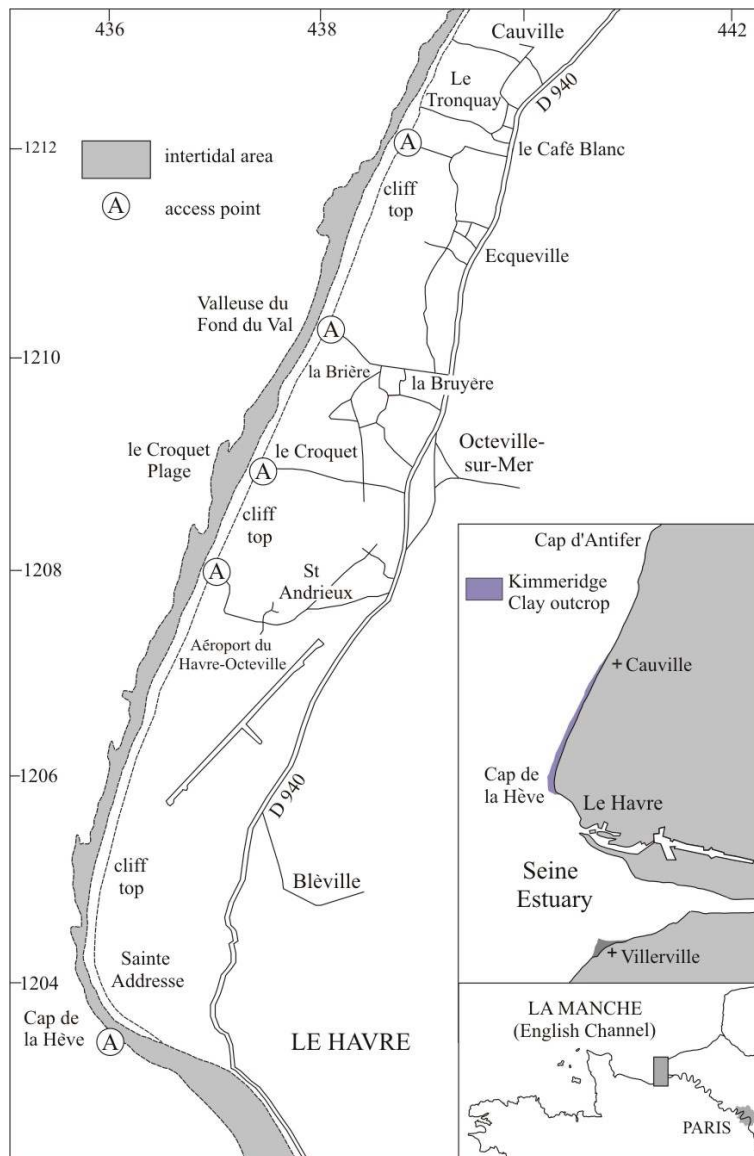 436
438
442
Cauville
Le
Tronquay
D 940
1212
intertidal area
A
le Café Blanc
A
access point
cliff
top
Ecqueville
Valleuse du
Fond du Val
A
1210
la Brière
la Bruyère
le Croquet
Plage
le Croquet
Octeville-
sur-Mer
A
cliff
top
1208
A
St
Andrieux
Aéroport du
Havre-Octeville
Cap d'Antifer
Kimmeridge
Clay outcrop
+ Cauville
1206
Cap de
la Hève
Le Havre
D 940
cliff
top
Blèville
Seine
Estuary
Sainte
Addresse
+ Villerville
1204
Cap de
la Hève
A
LE HAVRE
LA MANCHE
(English Channel)
PARIS